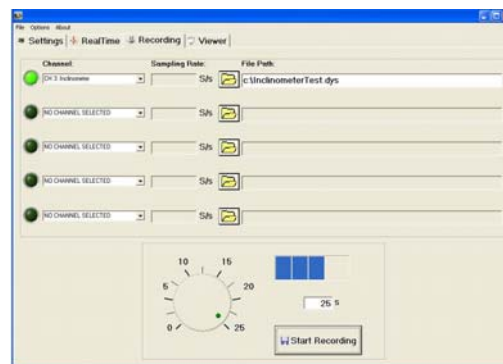 File Options About
Settings RealTime Recording Viewer
Channel: Sampling Rate: File Path:
CH 3: Inclinometer S/s c:\InclinometerTest.dys
NO CHANNEL SELECTED S/s
NO CHANNEL SELECTED S/s
NO CHANNEL SELECTED S/s
NO CHANNEL SELECTED S/s
10 15
5 20
0 25
25 s
Start Recording